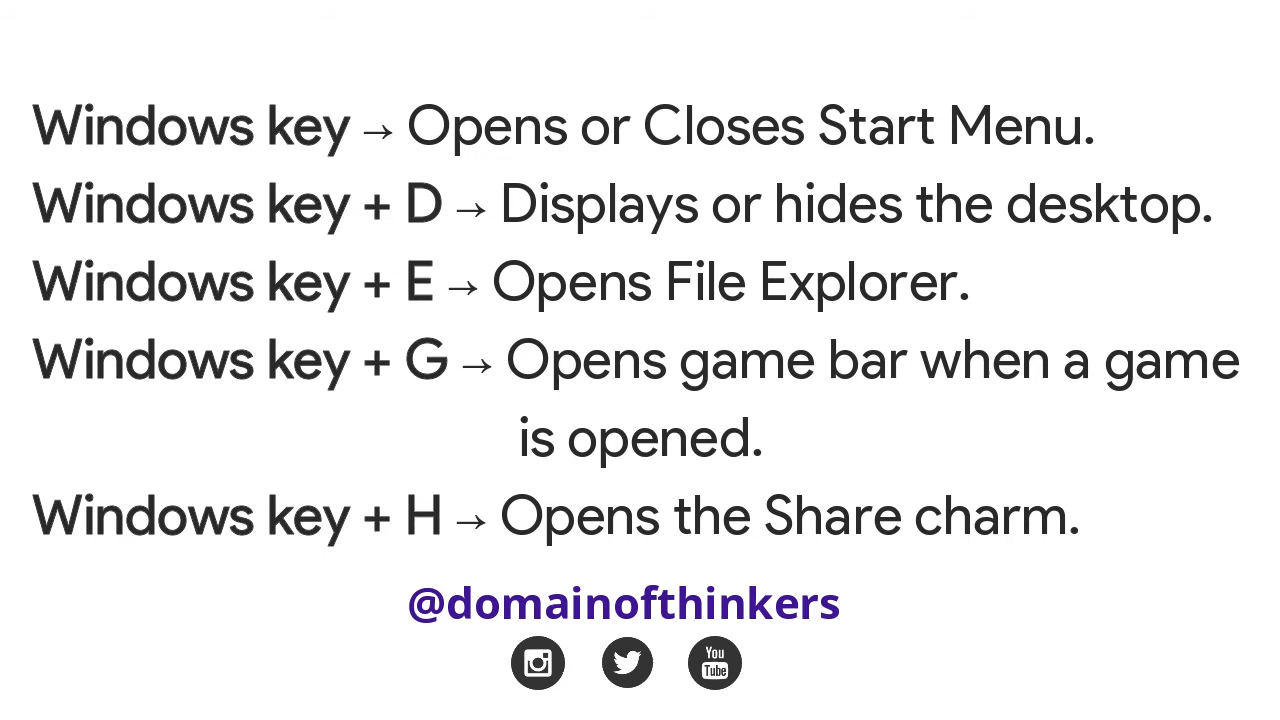 Windows key → Opens or Closes Start Menu.
Windows key + D → Displays or hides the desktop.
Windows key + E → Opens File Explorer.
Windows key + G → Opens game bar when a game
is opened.
Windows key + H → Opens the Share charm.
@domainofthinkers
You
Tube